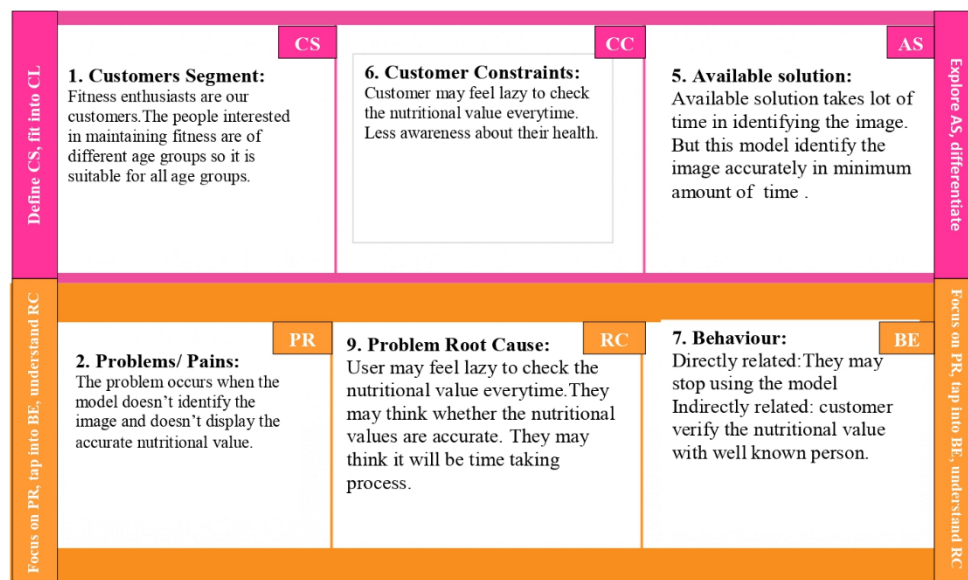 Define CS, fit into CL
CS
1. Customers Segment:
Fitness enthusiasts are our
customers.The people interested
in maintaining fitness are of
different age groups so it is
suitable for all age groups.
CC
6. Customer Constraints:
Customer may feel lazy to check
the nutritional value everytime.
Less awareness about their health.
AS
5. Available solution:
Available solution takes lot of
time in identifying the image.
But this model identify the
image accurately in minimum
amount of time .
Explore AS, differentiate
Focus on PR, tap into BE, understand RC
PR
2. Problems/ Pains:
The problem occurs when the
model doesn’t identify the
image and doesn’t display the
accurate nutritional value.
RC
9. Problem Root Cause:
User may feel lazy to check the
nutritional value everytime.They
may think whether the nutritional
values are accurate. They may
think it will be time taking
process.
BE
7. Behaviour:
Directly related:They may
stop using the model
Indirectly related: customer
verify the nutritional value
with well known person.
Focus on PR, tap into BE, understand RC